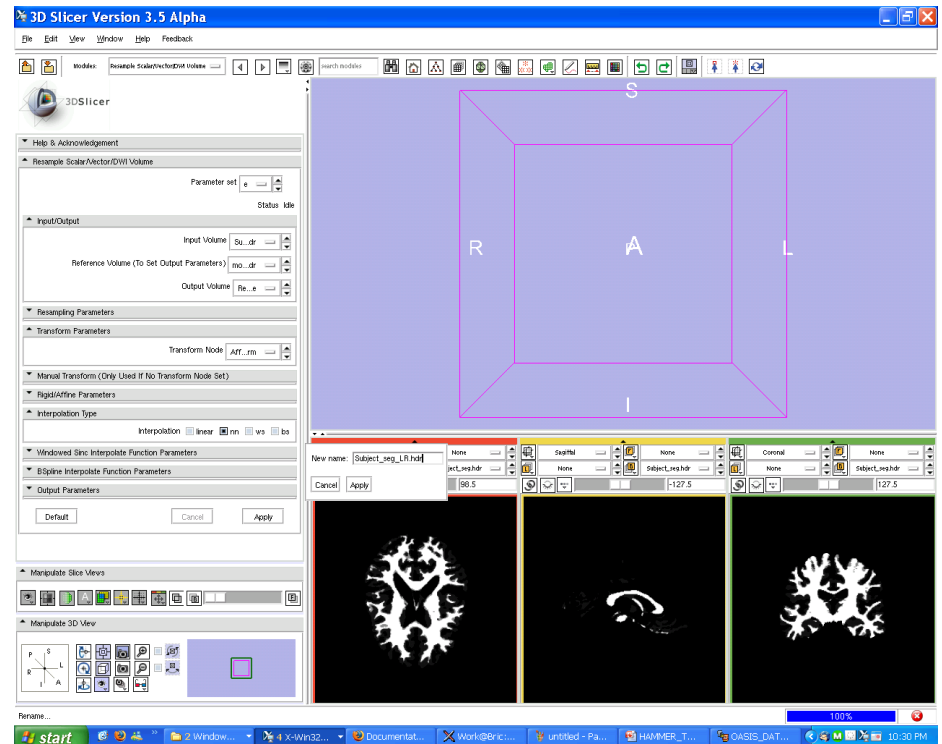 3D Slicer Version 3.5 Alpha
File Edit View Window Help Feedback
Modules: Resample Scalar/Vector/DWI Volume search modules
3DSlicer
Help & Acknowledgement
Resample Scalar/Vector/DWI Volume
Parameter set e
Status Idle
Input/Output
Input Volume Su...dr
Reference Volume (To Set Output Parameters) mo...dr
Output Volume Re...e
Resampling Parameters
Transform Parameters
Transform Node Aff...rm
Manual Transform (Only Used If No Transform Node Set)
Rigid/Affine Parameters
Interpolation Type
Interpolation linear nn ws bs
Windowed Sinc Interpolate Function Parameters
BSpline Interpolate Function Parameters
Output Parameters
Default Cancel Apply
Manipulate Slice Views
Manipulate 3D View
P S
R L
I A
S
R A L
I
New name: Subject_seg_LR.hdr
Cancel Apply
None
ject_seg.hdr
98.5
Sagittal None
None Subject_seg.hdr
-127.5
Coronal None
None Subject_seg.hdr
127.5
Rename...
100%
start 2 Window... 4 X-Win32... Documentat... Work@Bric:... untitled - Pa... HAMMER_T... OASIS_DAT... 10:30 PM